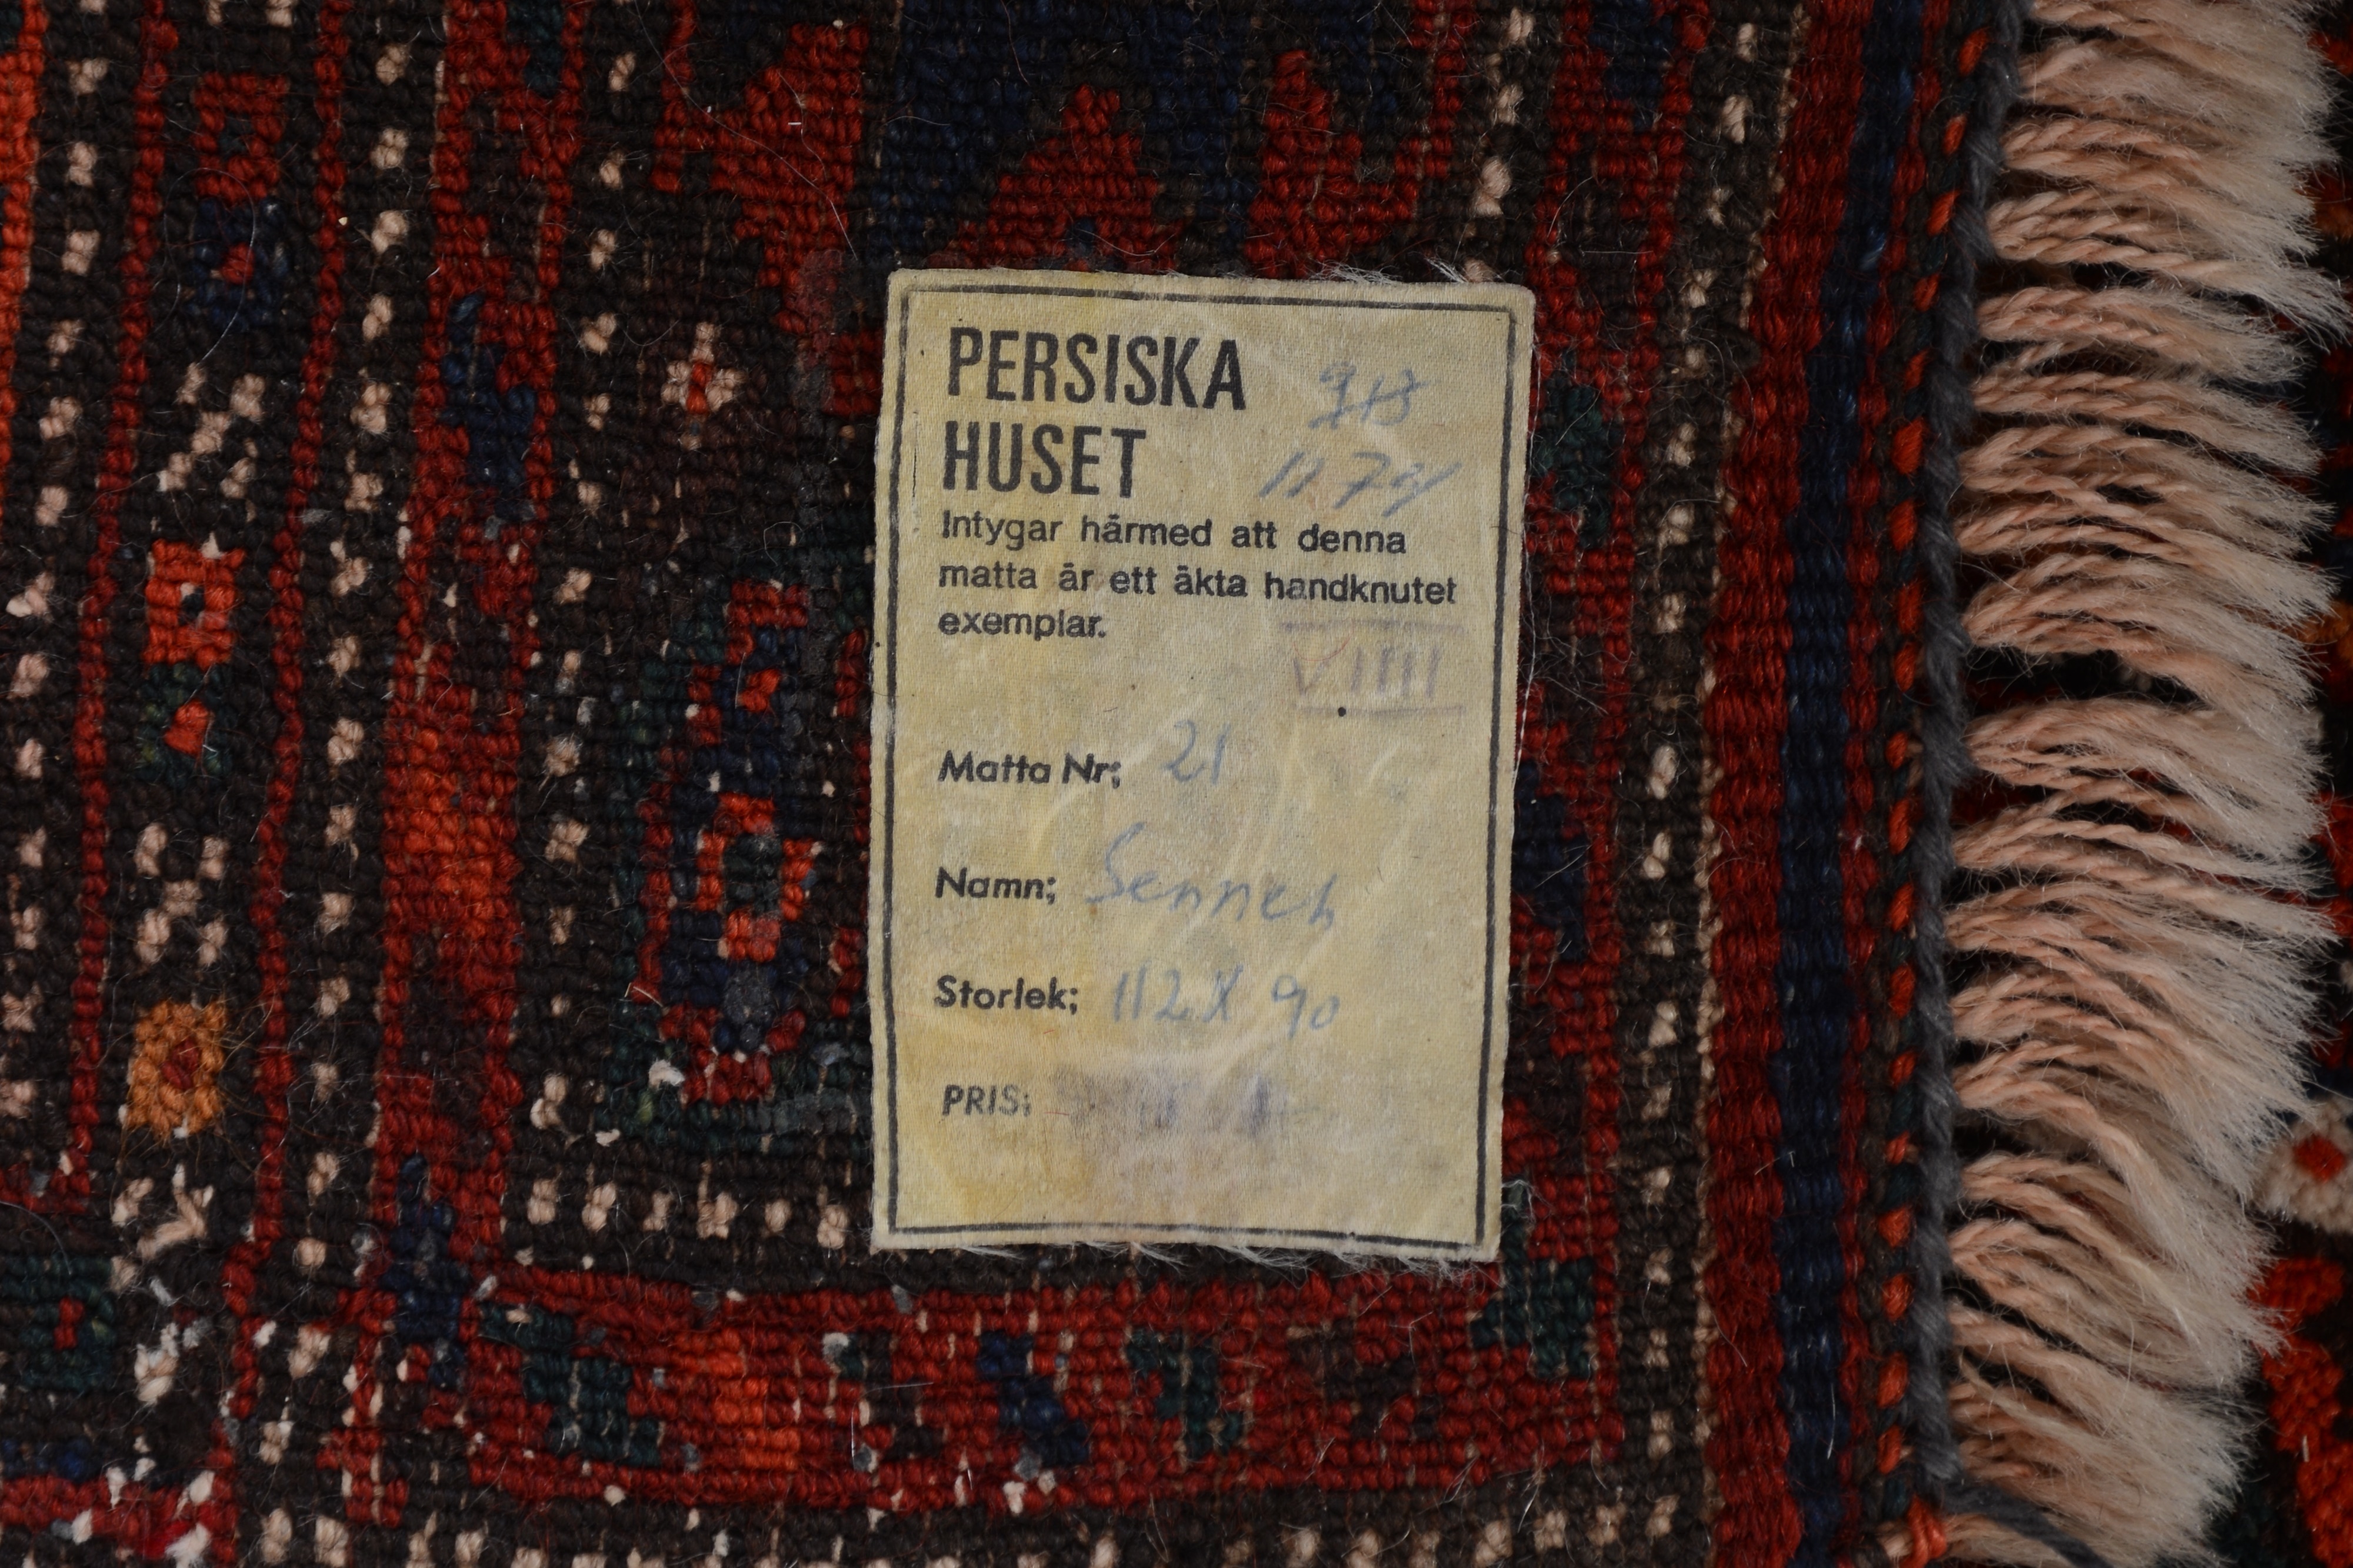 PERSISKA
HUSET
Intygar härmed att denna
matta är ett äkta handknutet
exemplar.
VIIII
Matta Nr; 21
Namn; Senneh
Storlek; 112 X 90
PRIS;